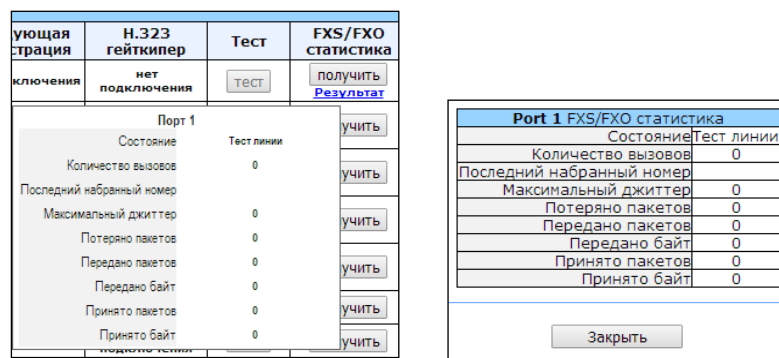 ующая
страция
H.323
гейткипер
Тест
FXS/FXO
статистика
ключения
нет
подключения
тест
получить
Результат
учить
учить
учить
учить
учить
учить
Порт 1
Состояние Тест линии
Количество вызовов 0
Последний набранный номер
Максимальный джиттер 0
Потеряно пакетов 0
Передано пакетов 0
Передано байт 0
Принято пакетов 0
Принято байт 0
подключения
Port 1 FXS/FXO статистика
Состояние Тест линии
Количество вызовов 0
Последний набранный номер
Максимальный джиттер 0
Потеряно пакетов 0
Передано пакетов 0
Передано байт 0
Принято пакетов 0
Принято байт 0
Закрыть